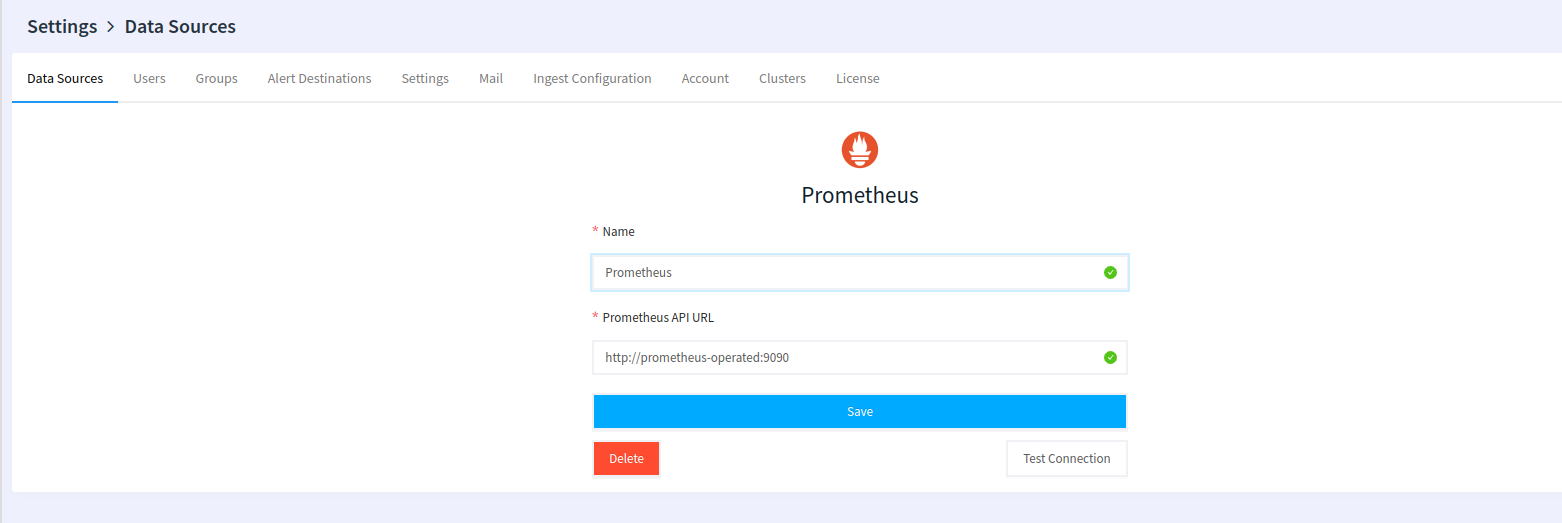 Settings > Data Sources
Data Sources Users Groups Alert Destinations Settings Mail Ingest Configuration Account Clusters License
Prometheus
* Name
Prometheus
* Prometheus API URL
http://prometheus-operated:9090
Save
Delete Test Connection